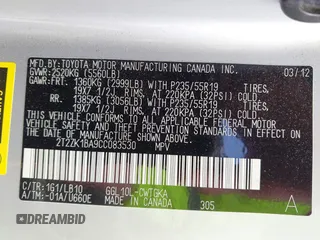 MFD. BY: TOYOTA MOTOR MANUFACTURING CANADA INC. 03/12
GVWR: 2520KG (5560LB)
GAWR: FRT. 1360KG (2999LB) WITH P235/55R19 TIRES,
19X7 1/2J RIMS, AT 220KPA (32PSI) COLD
RR. 1385KG (3056LB) WITH P235/55R19 TIRES,
19X7 1/2J RIMS, AT 220KPA (32PSI) COLD
THIS VEHICLE CONFORMS TO ALL APPLICABLE
FEDERAL MOTOR VEHICLE SAFETY AND
THEFT PREVENTION STANDARDS IN EFFECT ON
THE DATE OF MANUFACTURE SHOWN ABOVE.
2T2ZK1BA9CC083530 MPV
C/TR: 1G1/LB10 GGL10L-CWTGKA A
A/TM: -01A/U660E MADE IN CANADA 305
DIRECT AMBID